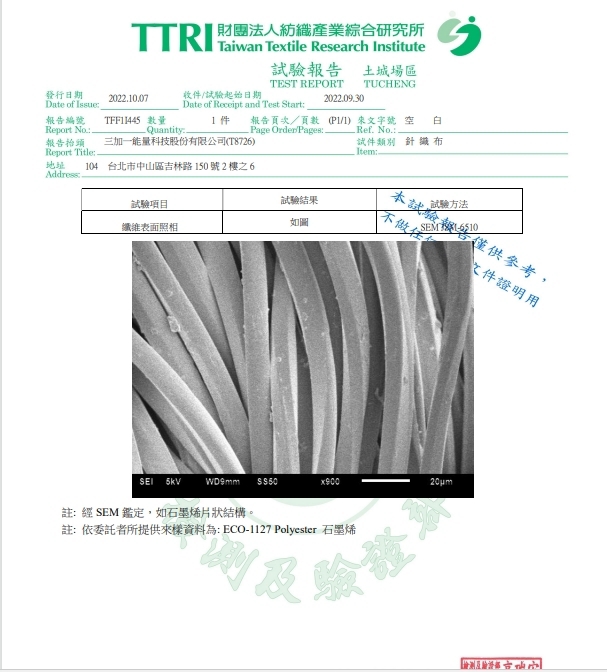 TTRI 財團法人紡織產業綜合研究所
Taiwan Textile Research Institute
試驗報告 土城場區
TEST REPORT TUCHENG
發行日期 2022.10.07 收件/試驗起始日期 2022.09.30
Date of Issue: Date of Receipt and Test Start:
報告編號 TFF1I445 數量 1 件 報告頁次／頁數 (P1/1) 來文字號 空 白
Report No.: Quantity: Page Order/Pages: Ref. No.:
報告抬頭 三加一能量科技股份有限公司(T8726) 試件類別 針 織 布
Report Title: Item:
地址 104 台北市中山區吉林路 150 號 2 樓之 6
Address:
試驗項目 試驗結果 試驗方法
纖維表面照相 如圖 SEM
本試驗報告僅供參考，
不做任何 文件證明用
SEI 5kV WD9mm SS50 x900 20μm
註: 經 SEM 鑑定，如石墨烯片狀結構。
註: 依委託者所提供來樣資料為: ECO-1127 Polyester 石墨烯
測及驗證